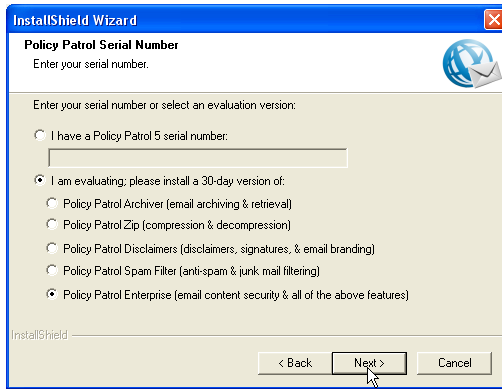 InstallShield Wizard
Policy Patrol Serial Number
Enter your serial number.
Enter your serial number or select an evaluation version:
I have a Policy Patrol 5 serial number:
I am evaluating; please install a 30-day version of:
Policy Patrol Archiver (email archiving & retrieval)
Policy Patrol Zip (compression & decompression)
Policy Patrol Disclaimers (disclaimers, signatures, & email branding)
Policy Patrol Spam Filter (anti-spam & junk mail filtering)
Policy Patrol Enterprise (email content security & all of the above features)
InstallShield
< Back Next > Cancel